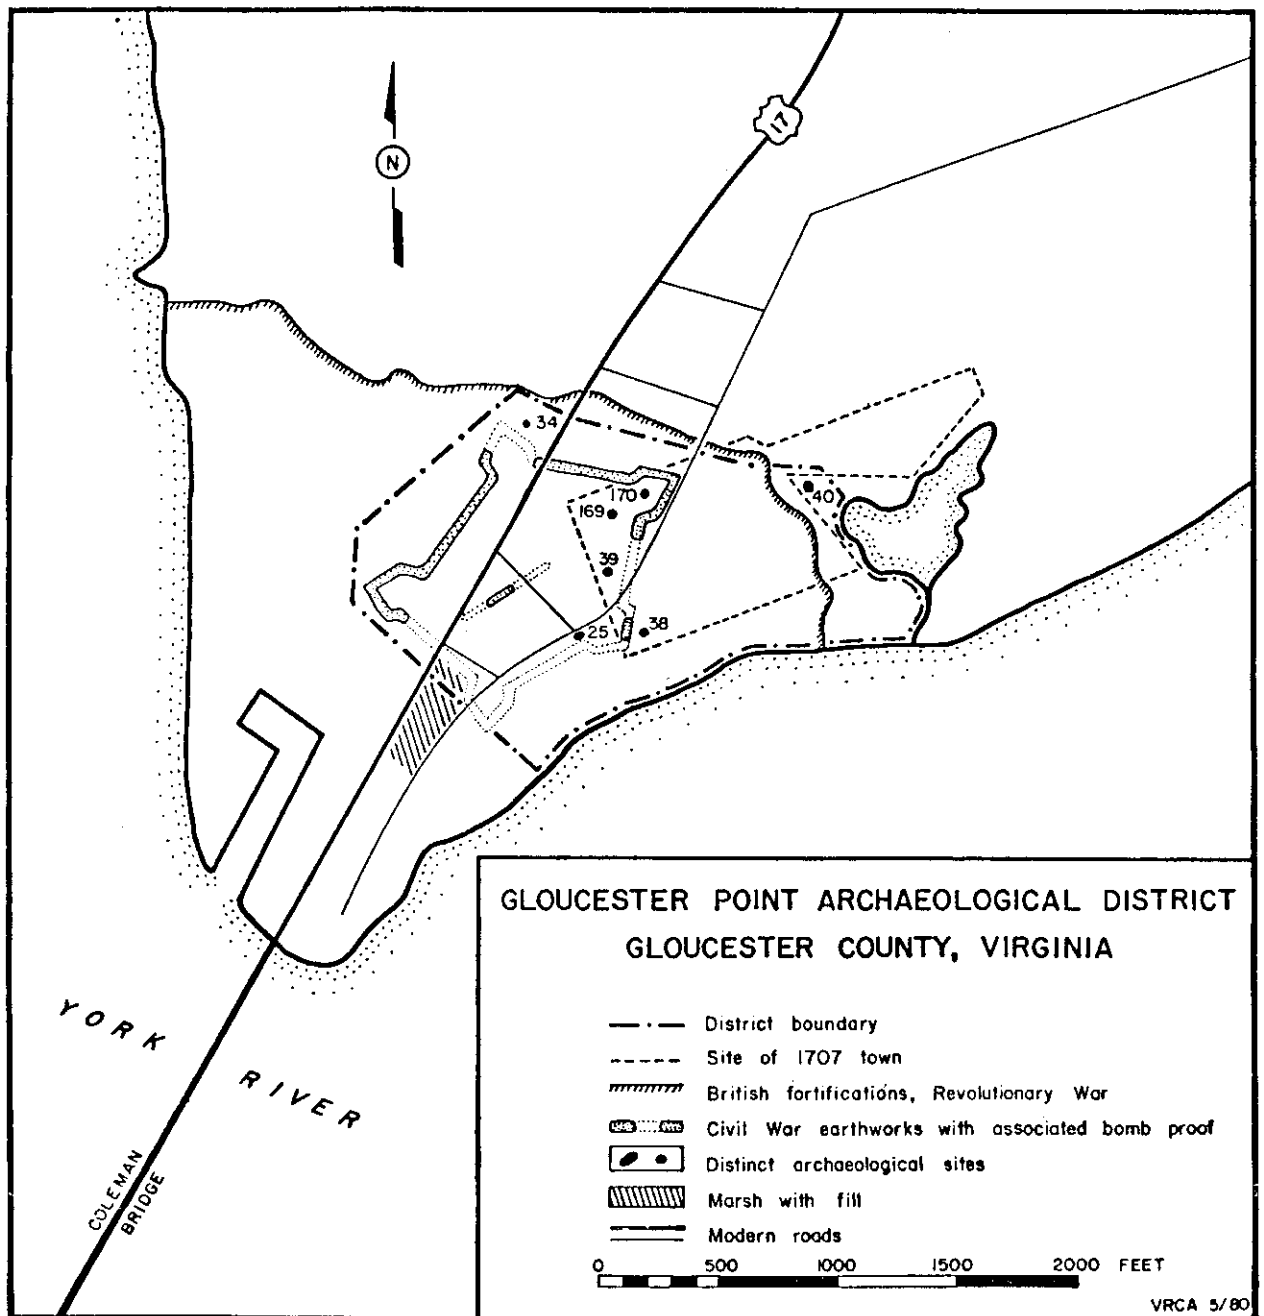 17
N
34
170
169
40
39
25
38
YORK
RIVER
COLEMAN
BRIDGE
GLOUCESTER POINT ARCHAEOLOGICAL DISTRICT
GLOUCESTER COUNTY, VIRGINIA
District boundary
Site of 1707 town
British fortifications, Revolutionary War
Civil War earthworks with associated bomb proof
Distinct archaeological sites
Marsh with fill
Modern roads
0 500 1000 1500 2000 FEET
VRCA 5/80